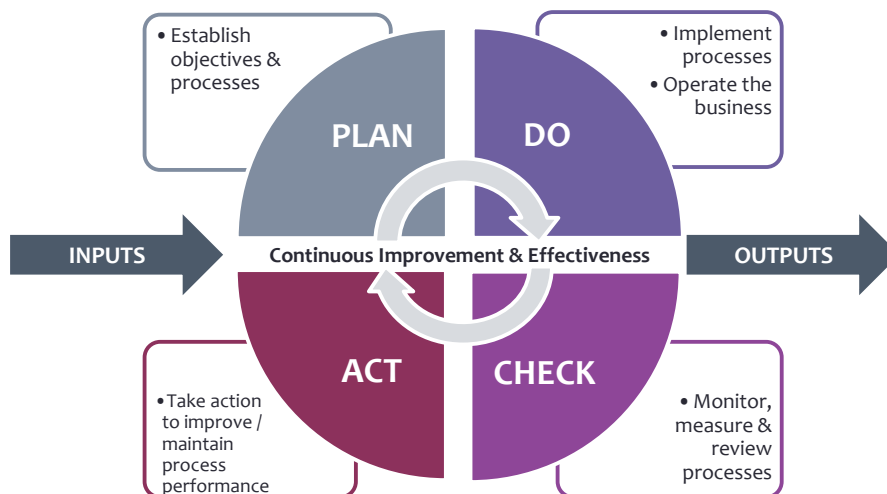 • Establish
objectives &
processes
• Implement
processes
• Operate the
business
PLAN
DO
INPUTS
Continuous Improvement & Effectiveness
OUTPUTS
ACT
CHECK
• Take action
to improve /
maintain
process
performance
• Monitor,
measure &
review
processes